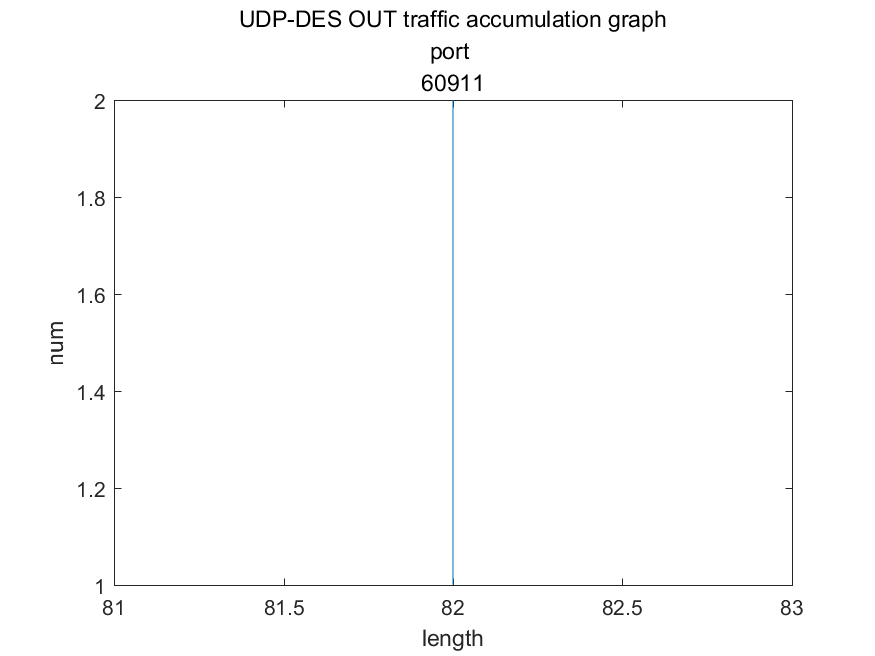 UDP-DES OUT traffic accumulation graph
port
60911
2
1.8
1.6
1.4
1.2
1
num
81 81.5 82 82.5 83
length